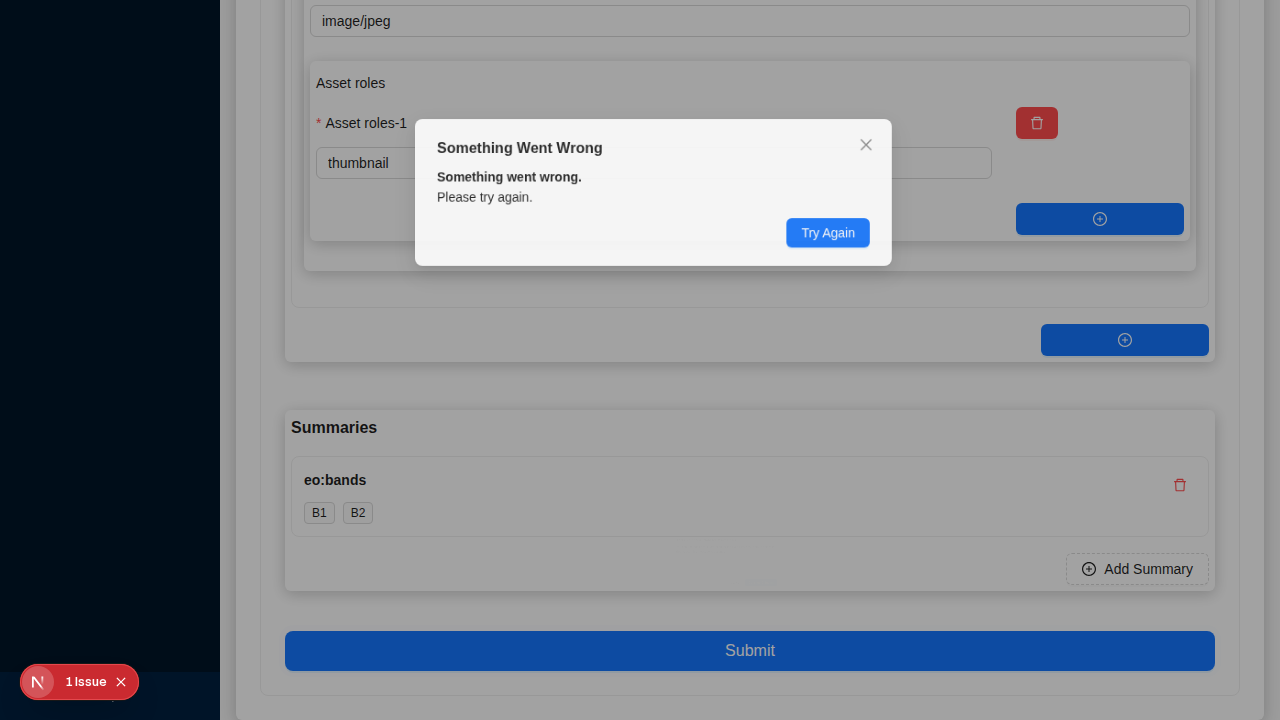 image/jpeg
Asset roles
* Asset roles-1
thumbnail
Something Went Wrong
Something went wrong.
Please try again.
Try Again
Summaries
eo:bands
B1 B2
Add Summary
Submit
N 1 Issue